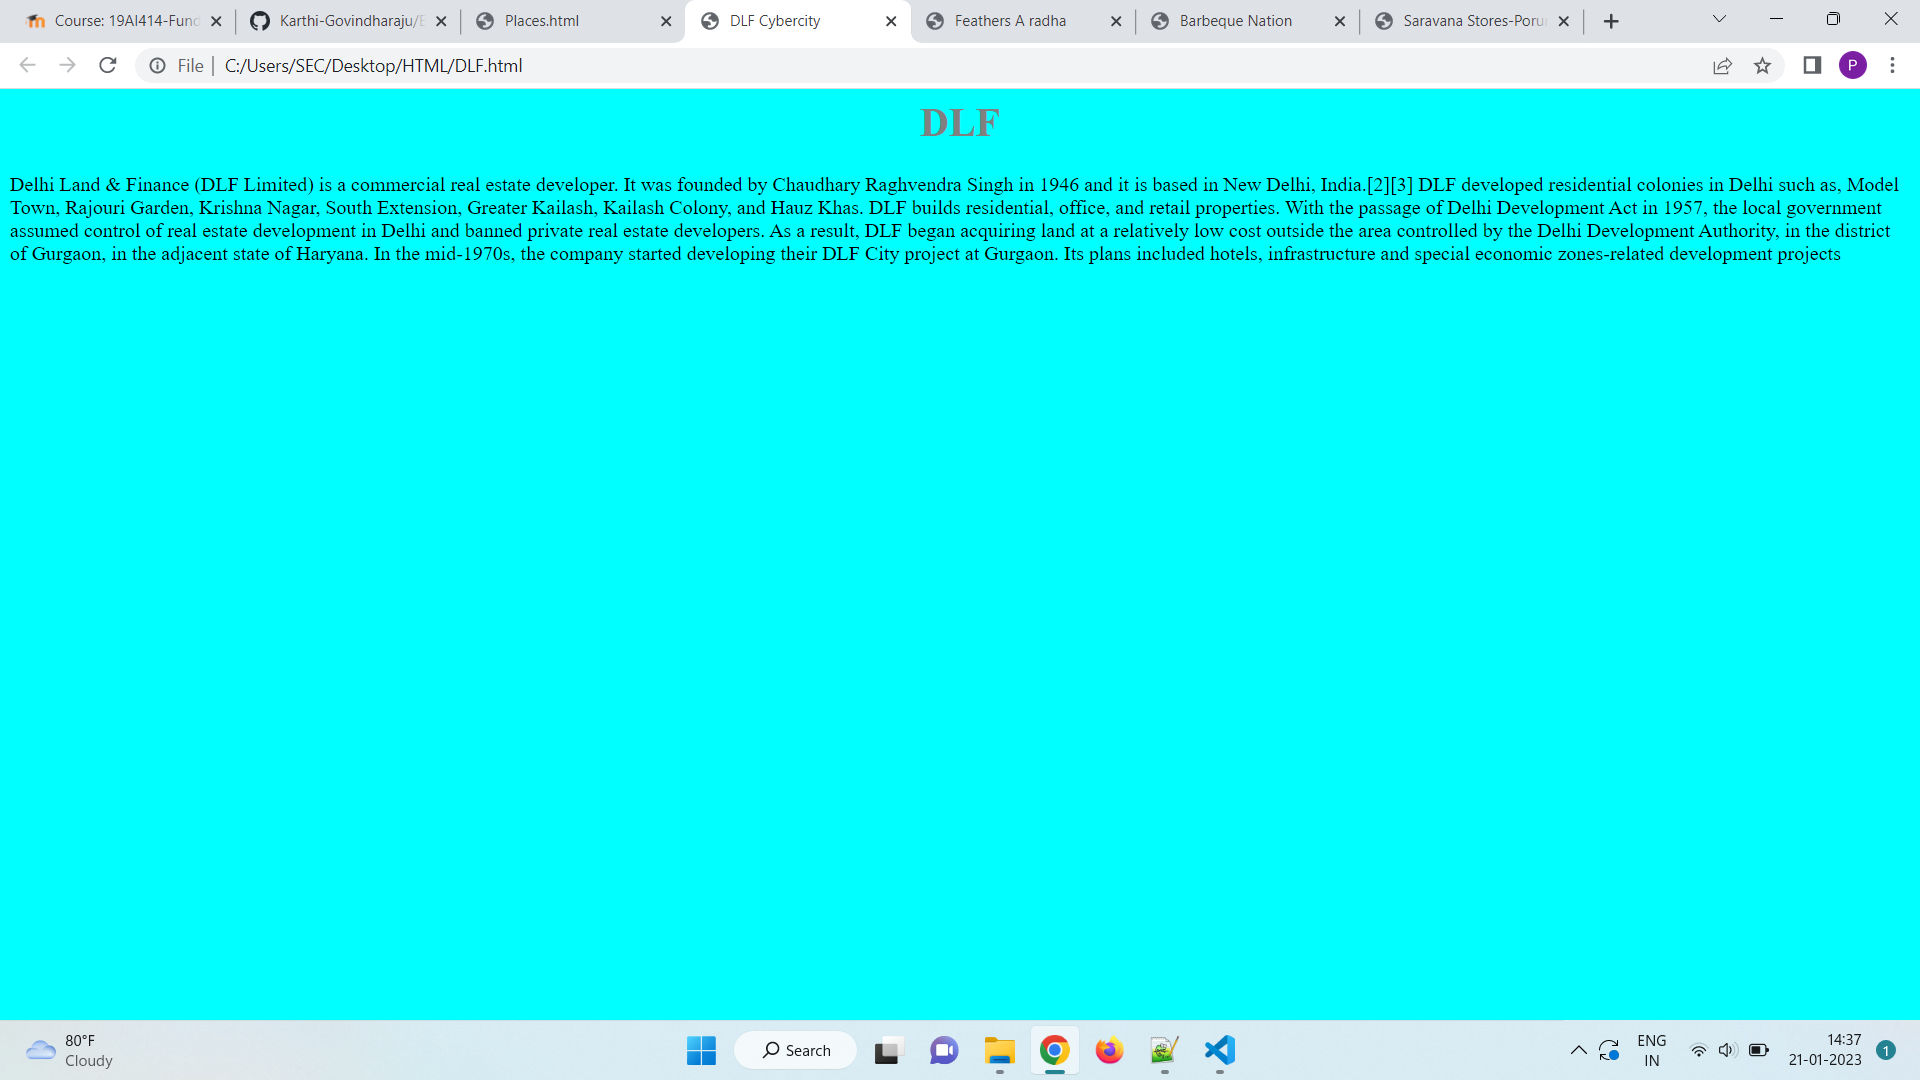 Course: 19AI414-Fund
Karthi-Govindharaju/E
Places.html
DLF Cybercity
Feathers A radha
Barbeque Nation
Saravana Stores-Porur
File | C:/Users/SEC/Desktop/HTML/DLF.html
P
DLF
Delhi Land & Finance (DLF Limited) is a commercial real estate developer. It was founded by Chaudhary Raghvendra Singh in 1946 and it is based in New Delhi, India.[2][3] DLF developed residential colonies in Delhi such as, Model
Town, Rajouri Garden, Krishna Nagar, South Extension, Greater Kailash, Kailash Colony, and Hauz Khas. DLF builds residential, office, and retail properties. With the passage of Delhi Development Act in 1957, the local government
assumed control of real estate development in Delhi and banned private real estate developers. As a result, DLF began acquiring land at a relatively low cost outside the area controlled by the Delhi Development Authority, in the district
of Gurgaon, in the adjacent state of Haryana. In the mid-1970s, the company started developing their DLF City project at Gurgaon. Its plans included hotels, infrastructure and special economic zones-related development projects
80°F
Cloudy
Search
ENG
IN
14:37
21-01-2023
1